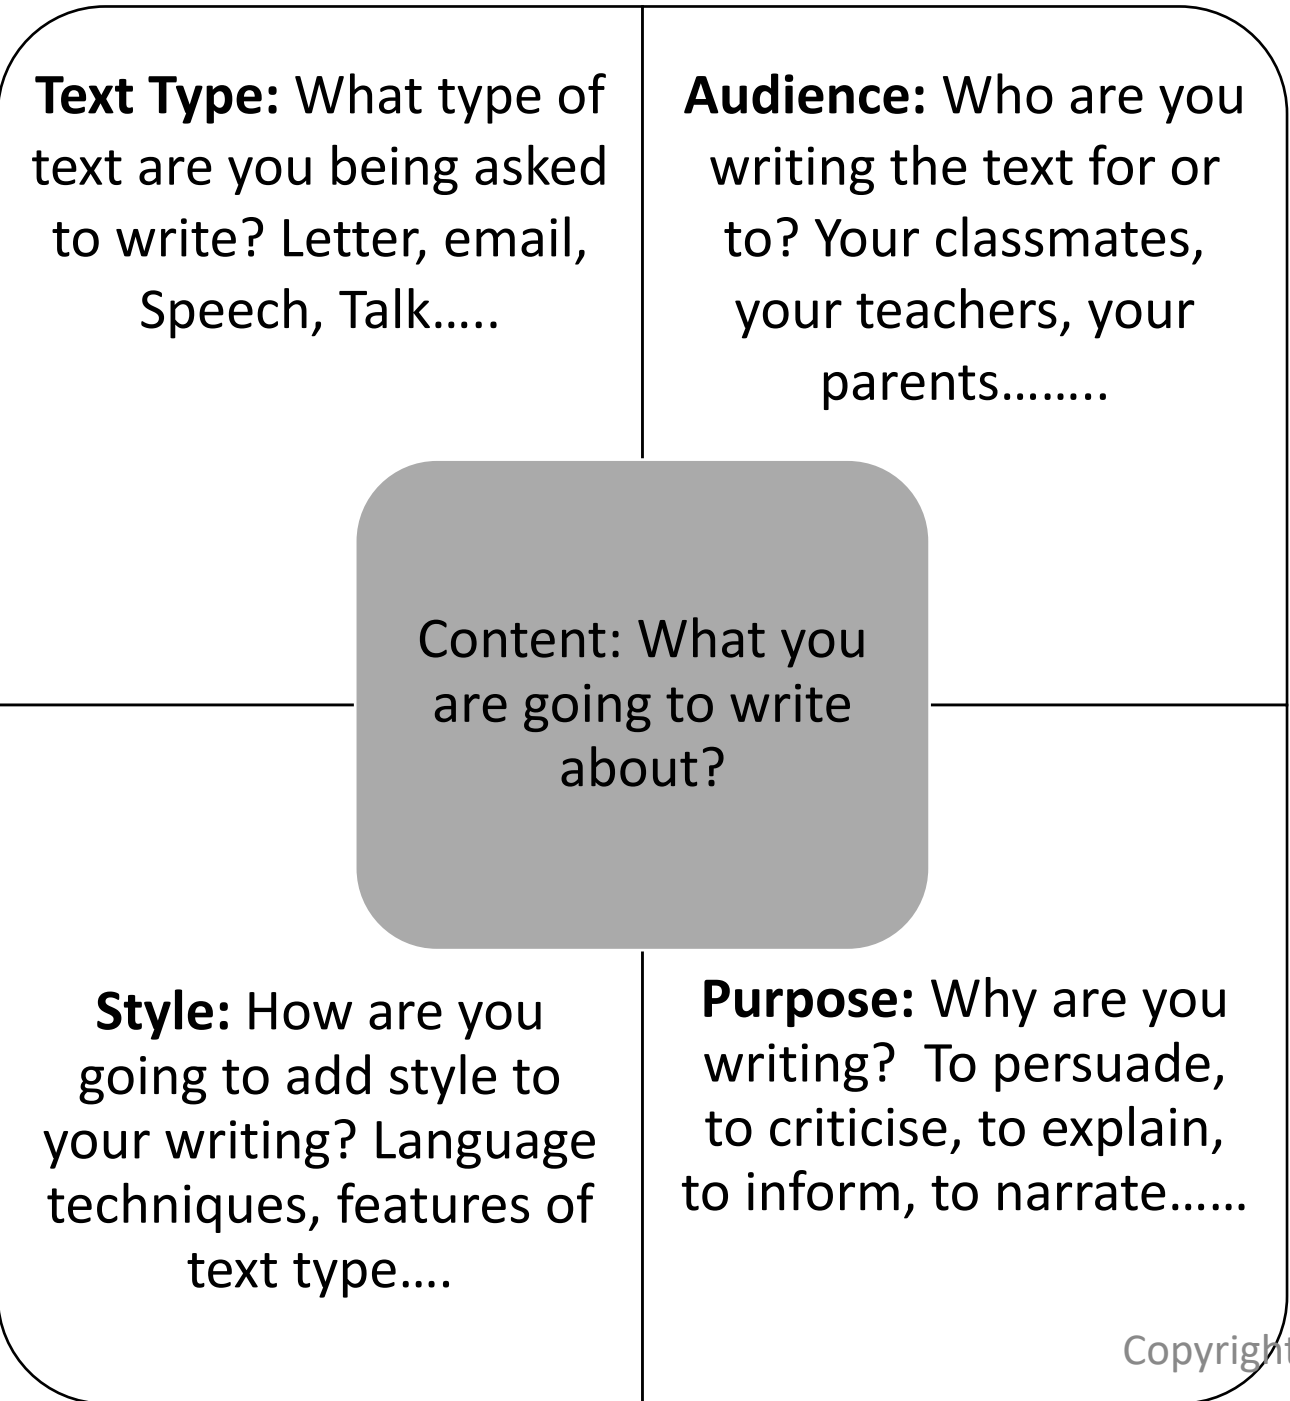 Text Type: What type of
text are you being asked
to write? Letter, email,
Speech, Talk.....
Audience: Who are you
writing the text for or
to? Your classmates,
your teachers, your
parents........
Content: What you
are going to write
about?
Style: How are you
going to add style to
your writing? Language
techniques, features of
text type....
Purpose: Why are you
writing?  To persuade,
to criticise, to explain,
to inform, to narrate......
Copyright